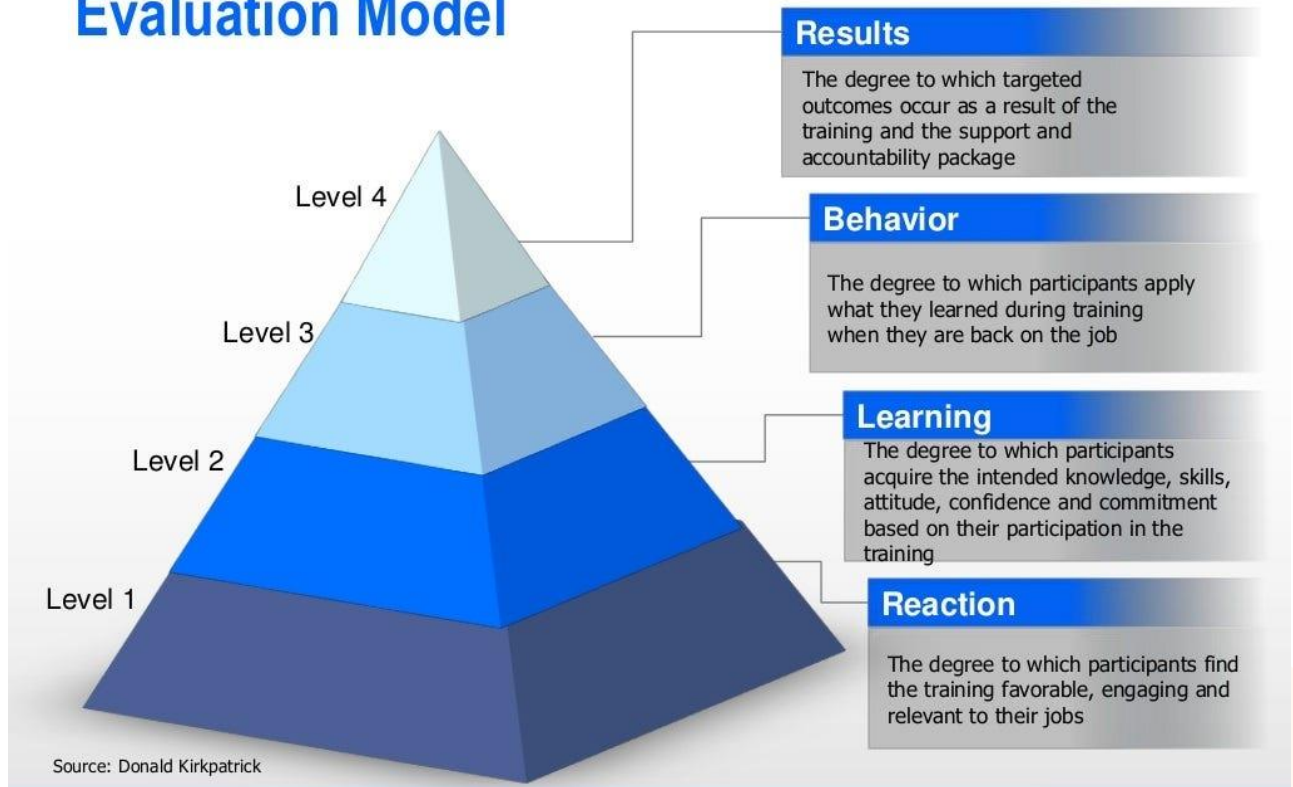 Evaluation Model
Results
The degree to which targeted
outcomes occur as a result of the
training and the support and
accountability package
Level 4
Behavior
The degree to which participants apply
what they learned during training
when they are back on the job
Level 3
Learning
The degree to which participants
acquire the intended knowledge, skills,
attitude, confidence and commitment
based on their participation in the
training
Level 2
Reaction
The degree to which participants find
the training favorable, engaging and
relevant to their jobs
Level 1
Source: Donald Kirkpatrick